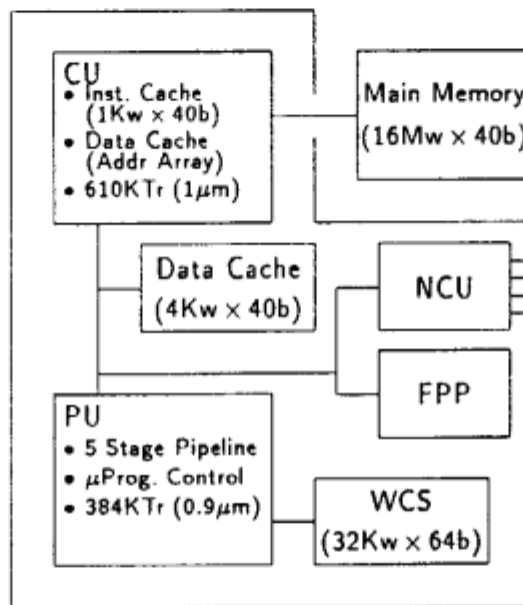 CU
• Inst. Cache
(1Kw × 40b)
• Data Cache
(Addr Array)
• 610KTr (1μm)
Main Memory
(16Mw × 40b)
Data Cache
(4Kw × 40b)
NCU
FPP
PU
• 5 Stage Pipeline
• μProg. Control
• 384KTr (0.9μm)
WCS
(32Kw × 64b)